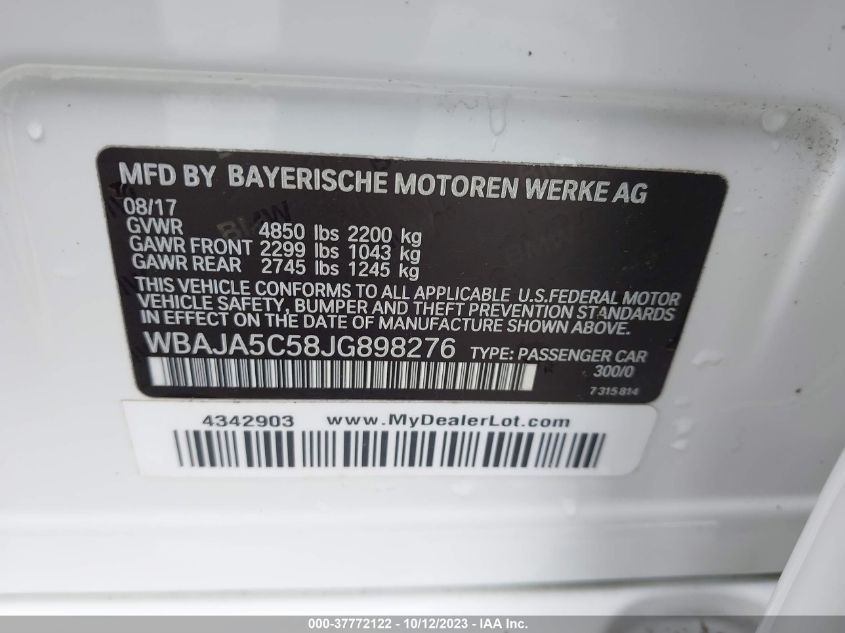 MFD BY BAYERISCHE MOTOREN WERKE AG
08/17
GVWR 4850 lbs 2200 kg
GAWR FRONT 2299 lbs 1043 kg
GAWR REAR 2745 lbs 1245 kg
THIS VEHICLE CONFORMS TO ALL APPLICABLE U.S.FEDERAL MOTOR
VEHICLE SAFETY, BUMPER AND THEFT PREVENTION STANDARDS
IN EFFECT ON THE DATE OF MANUFACTURE SHOWN ABOVE.
WBAJA5C58JG898276 TYPE: PASSENGER CAR
300/0
7 315 814
4342903 www.MyDealerLot.com
000-37772122 - 10/12/2023 - IAA Inc.